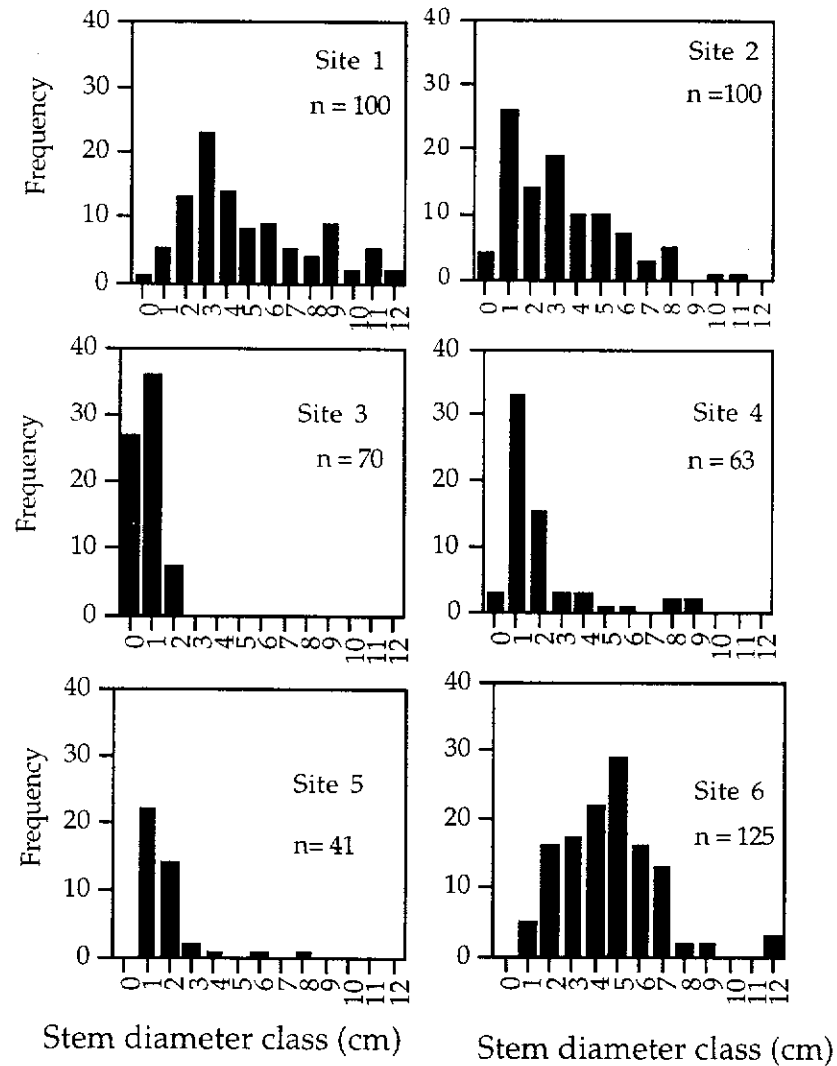 40
30
20
10
0
Frequency
Site 1
n = 100
0 1 2 3 4 5 6 7 8 9 10 11 12
40
30
20
10
0
Site 2
n =100
0 1 2 3 4 5 6 7 8 9 10 11 12
40
30
20
10
0
Frequency
Site 3
n = 70
0 1 2 3 4 5 6 7 8 9 10 11 12
40
30
20
10
0
Site 4
n = 63
0 1 2 3 4 5 6 7 8 9 10 11 12
40
30
20
10
0
Frequency
Site 5
n= 41
0 1 2 3 4 5 6 7 8 9 10 11 12
Stem diameter class (cm)
40
30
20
10
0
Site 6
n = 125
0 1 2 3 4 5 6 7 8 9 10 11 12
Stem diameter class (cm)